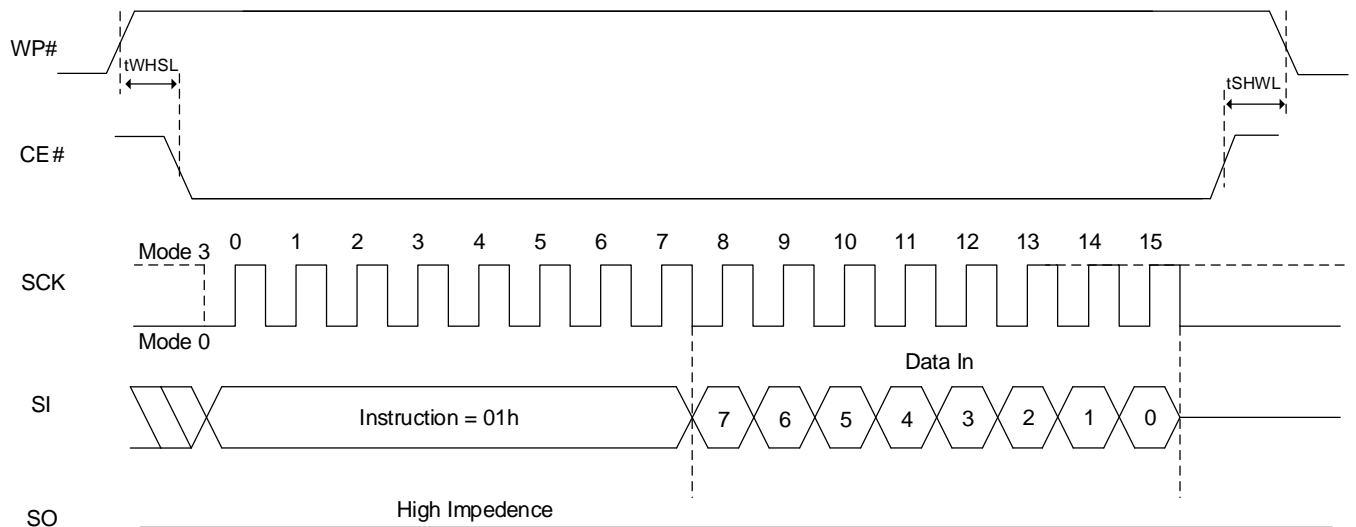 WP#
tWHSL
tSHWL
CE#
0 1 2 3 4 5 6 7 8 9 10 11 12 13 14 15
Mode 3
SCK
Mode 0
Data In
SI
Instruction = 01h
7 6 5 4 3 2 1 0
High Impedence
SO